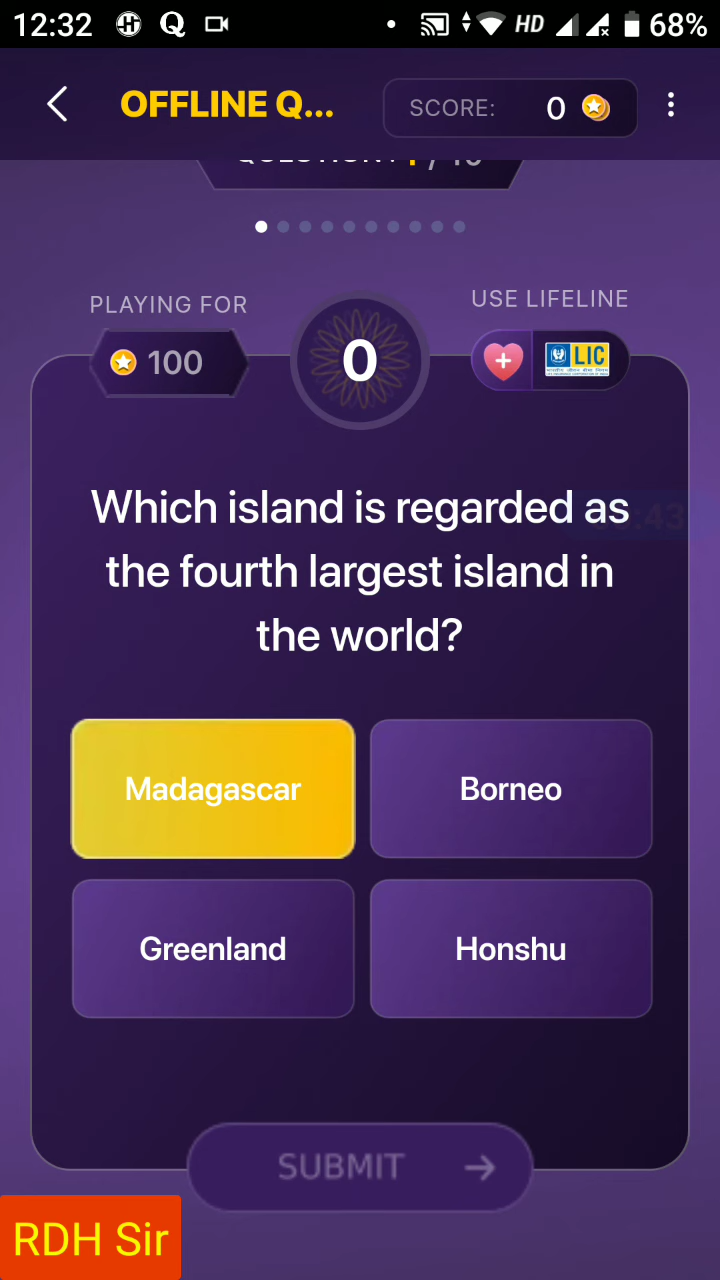 12:32
HD
68%
OFFLINE Q...
SCORE: 0
PLAYING FOR
USE LIFELINE
100
0
LIC
Which island is regarded as
the fourth largest island in
the world?
Madagascar
Borneo
Greenland
Honshu
SUBMIT
RDH Sir